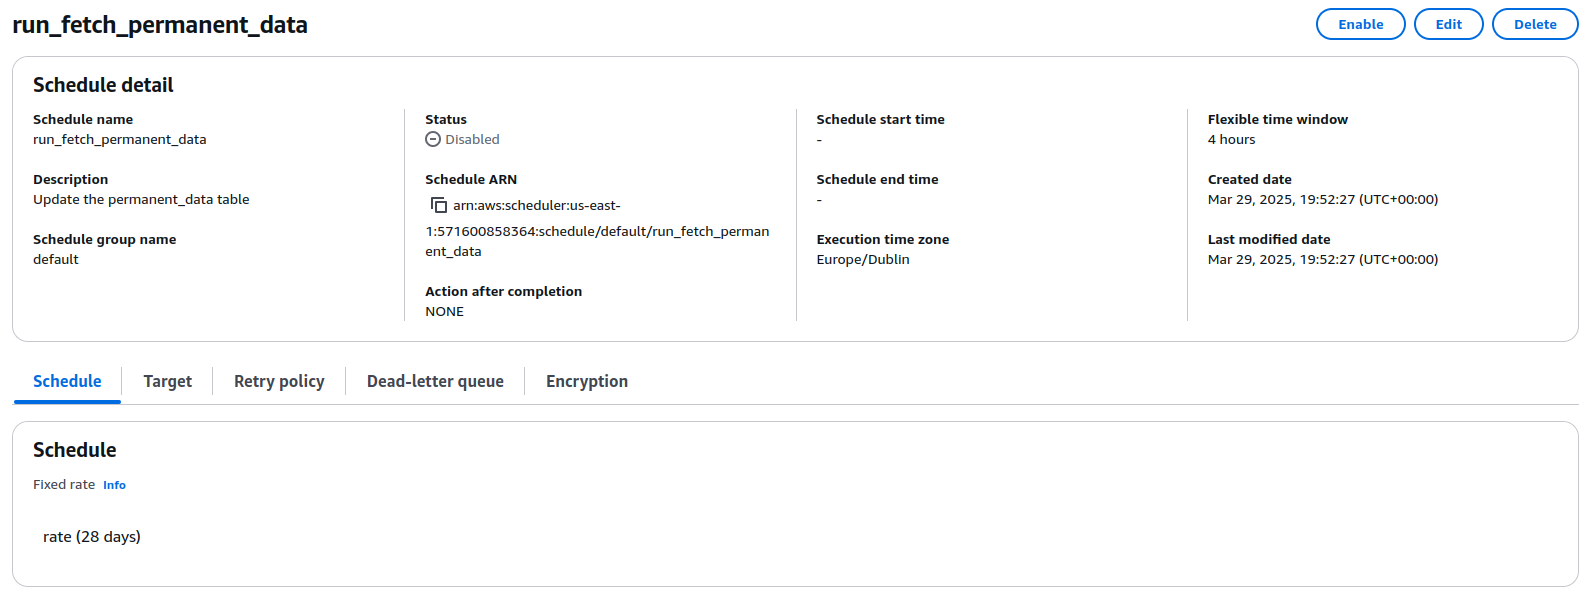 run_fetch_permanent_data
Enable
Edit
Delete
Schedule detail
Schedule name
run_fetch_permanent_data
Description
Update the permanent_data table
Schedule group name
default
Status
Disabled
Schedule ARN
arn:aws:scheduler:us-east-
1:571600858364:schedule/default/run_fetch_perman
ent_data
Action after completion
NONE
Schedule start time
-
Schedule end time
-
Execution time zone
Europe/Dublin
Flexible time window
4 hours
Created date
Mar 29, 2025, 19:52:27 (UTC+00:00)
Last modified date
Mar 29, 2025, 19:52:27 (UTC+00:00)
Schedule
Target
Retry policy
Dead-letter queue
Encryption
Schedule
Fixed rate Info
rate (28 days)